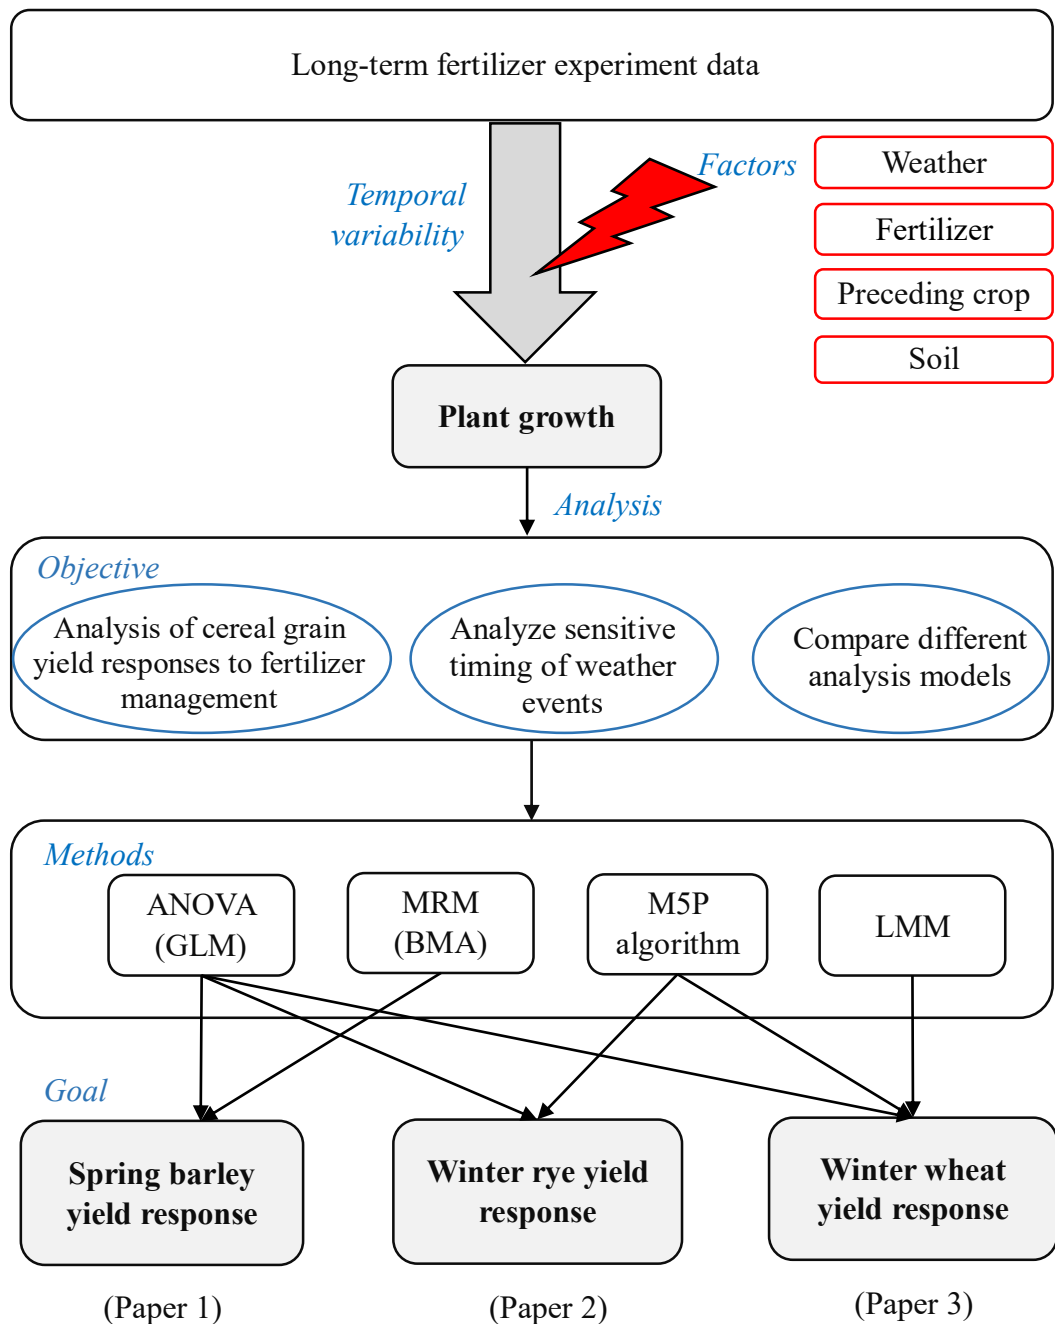 Long-term fertilizer experiment data
Temporal
variability
Factors
Weather
Fertilizer
Preceding crop
Soil
Plant growth
Analysis
Objective
Analysis of cereal grain
yield responses to fertilizer
management
Analyze sensitive
timing of weather
events
Compare different
analysis models
Methods
ANOVA
(GLM)
MRM
(BMA)
M5P
algorithm
LMM
Goal
Spring barley
yield response
Winter rye yield
response
Winter wheat
yield response
(Paper 1)
(Paper 2)
(Paper 3)